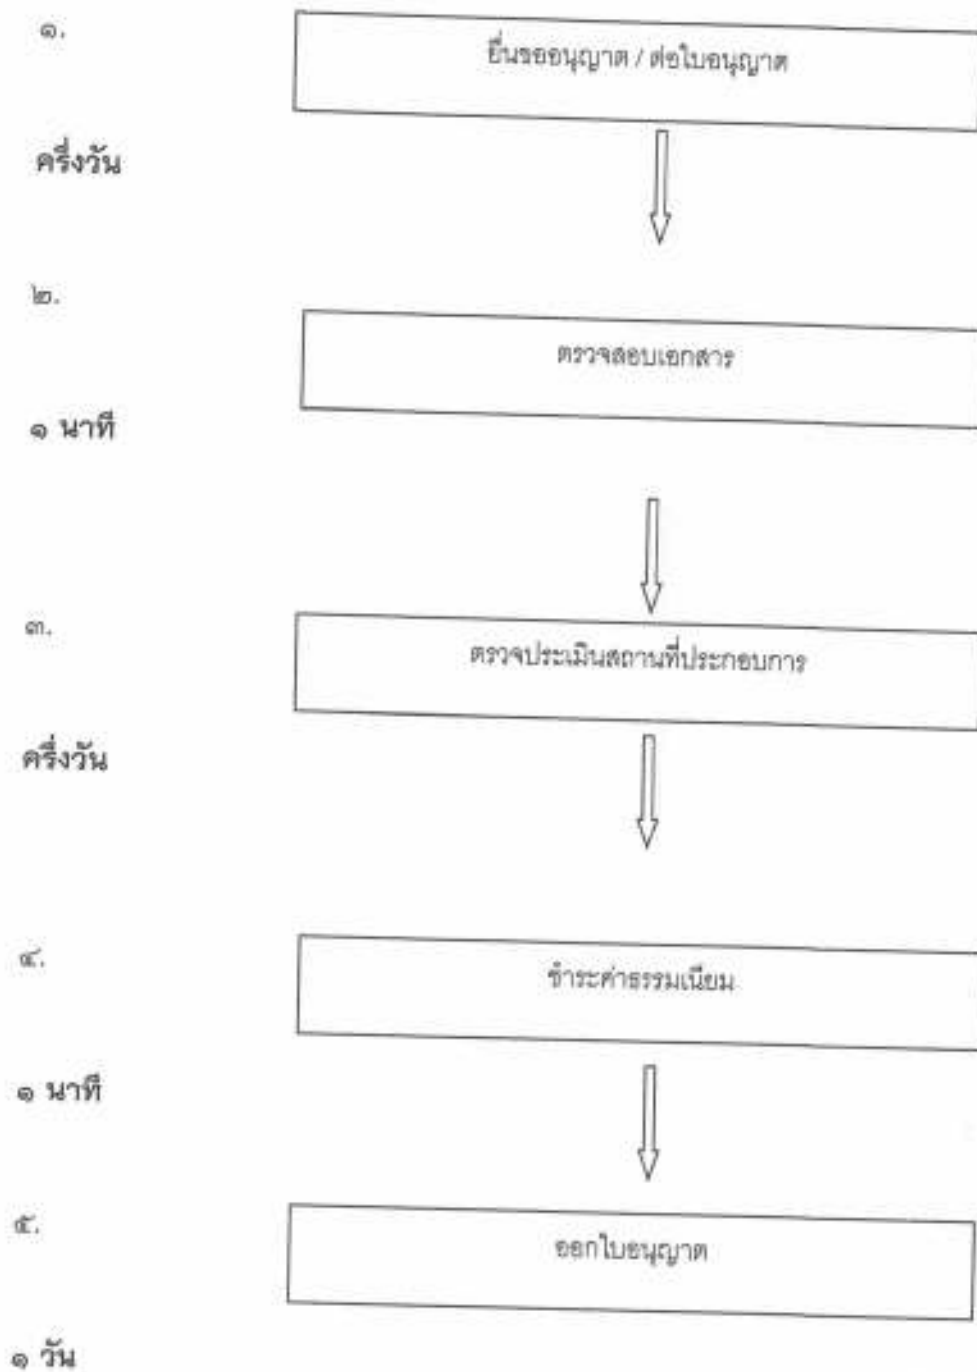 ๑.
ยื่นขออนุญาต / ต่อใบอนุญาต
ครึ่งวัน
๒.
ตรวจสอบเอกสาร
๑ นาที
๓.
ตรวจประเมินสถานที่ประกอบการ
ครึ่งวัน
๔.
ชำระค่าธรรมเนียม
๑ นาที
๕.
ออกใบอนุญาต
๑ วัน